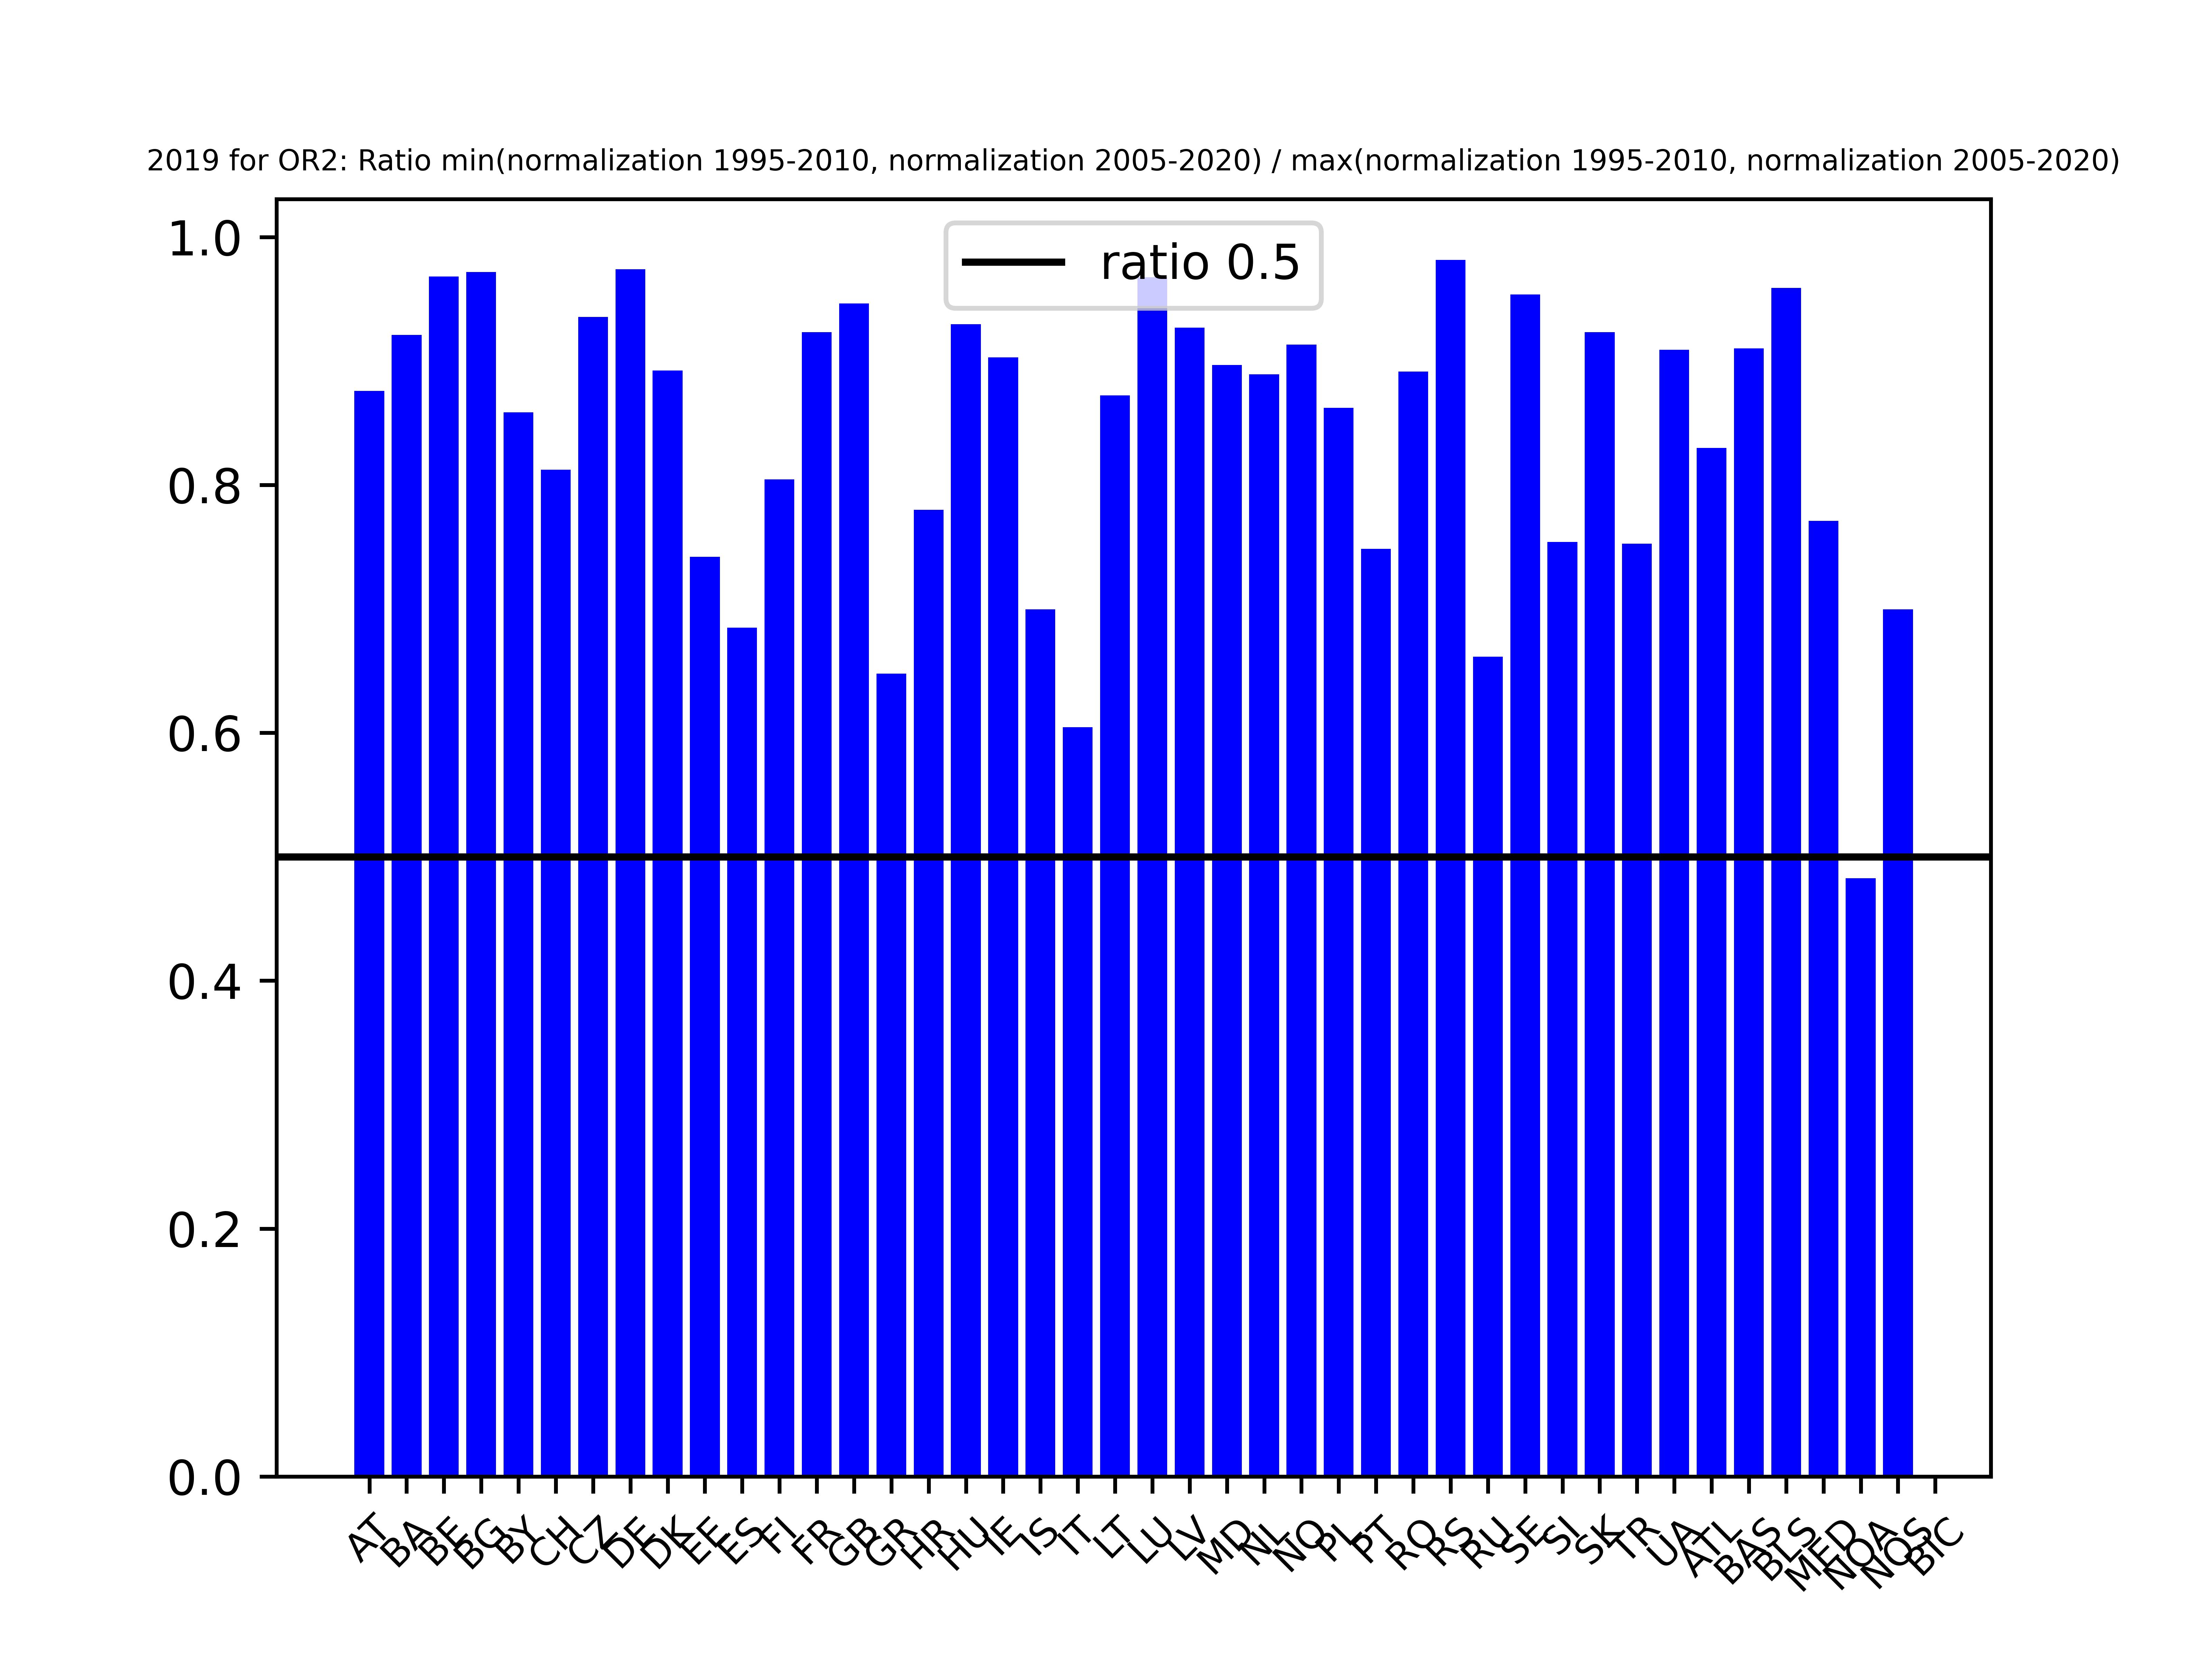 2019 for OR2: Ratio min(normalization 1995-2010, normalization 2005-2020) / max(normalization 1995-2010, normalization 2005-2020)
ratio 0.5
1.0
0.8
0.6
0.4
0.2
0.0
AT BA BE BG BY CH CZ DE DK EE ES FI FR GB GR HR HU IE IS IT LT LU LV MD NL NO PL PT RO RS RU SE SI SK TR UA ATL BAS BLS MED NOA NOS BIC